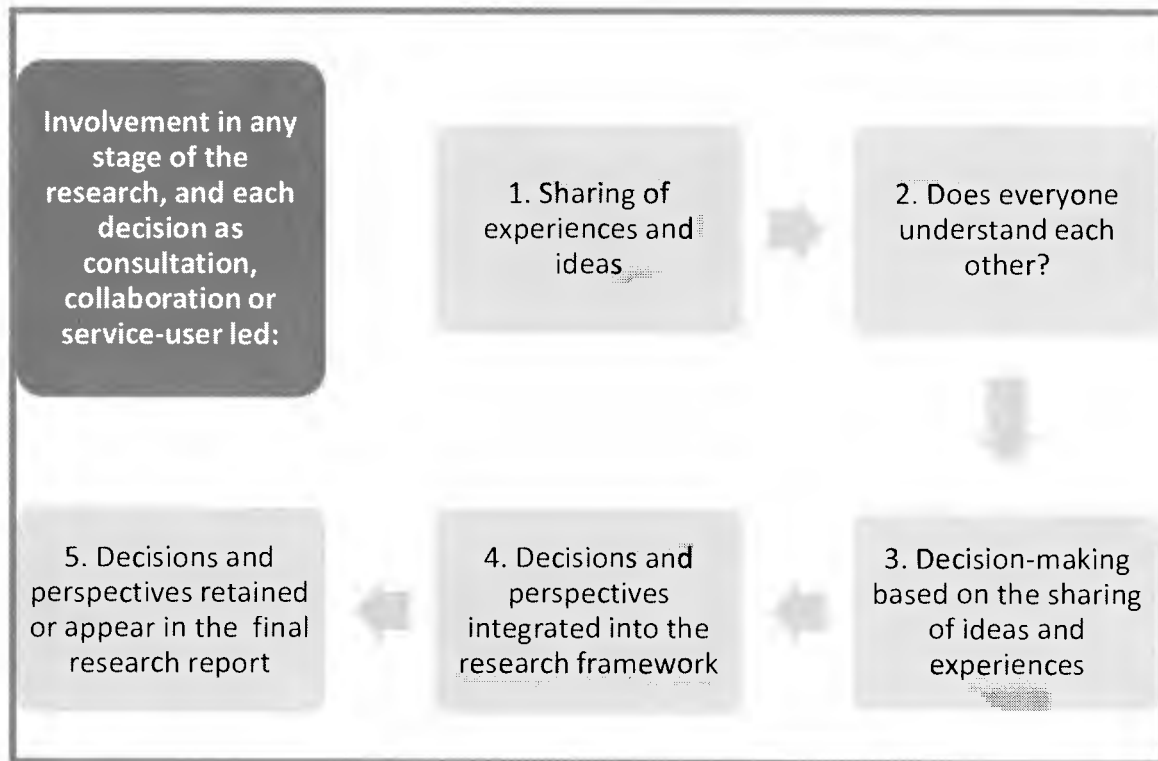 Involvement in any
stage of the
research, and each
decision as
consultation,
collaboration or
service-user led:
1. Sharing of
experiences and
ideas
2. Does everyone
understand each
other?
3. Decision-making
based on the sharing
of ideas and
experiences
4. Decisions and
perspectives
integrated into the
research framework
5. Decisions and
perspectives retained
or appear in the final
research report